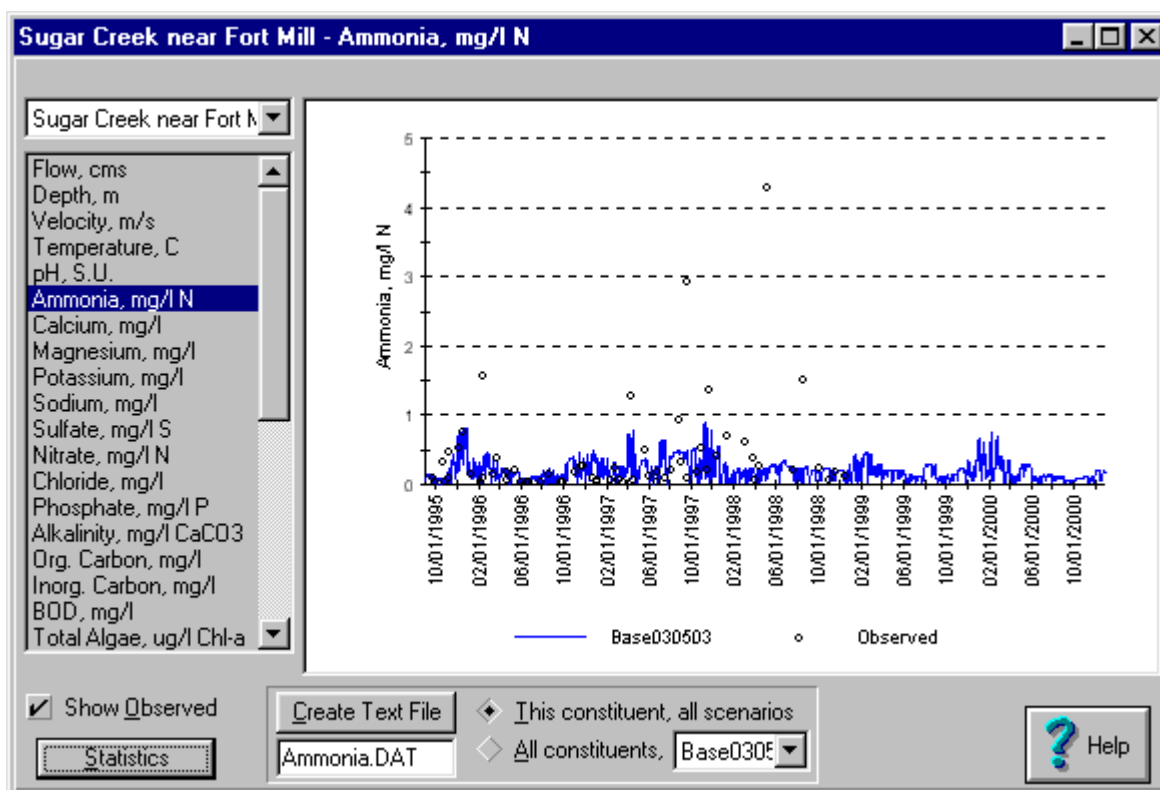 Sugar Creek near Fort Mill - Ammonia, mg/l N
Sugar Creek near Fort M
Flow, cms
Depth, m
Velocity, m/s
Temperature, C
pH, S.U.
Ammonia, mg/l N
Calcium, mg/l
Magnesium, mg/l
Potassium, mg/l
Sodium, mg/l
Sulfate, mg/l S
Nitrate, mg/l N
Chloride, mg/l
Phosphate, mg/l P
Alkalinity, mg/l CaCO3
Org. Carbon, mg/l
Inorg. Carbon, mg/l
BOD, mg/l
Total Algae, ug/l Chl-a
Ammonia, mg/l N
5
4
3
2
1
0
10/01/1995
02/01/1996
06/01/1996
10/01/1996
02/01/1997
06/01/1997
10/01/1997
02/01/1998
06/01/1998
10/01/1998
02/01/1999
06/01/1999
10/01/1999
02/01/2000
06/01/2000
10/01/2000
Base030503
Observed
Show Observed
Statistics
Create Text File
Ammonia.DAT
This constituent, all scenarios
All constituents,
Base0305
Help